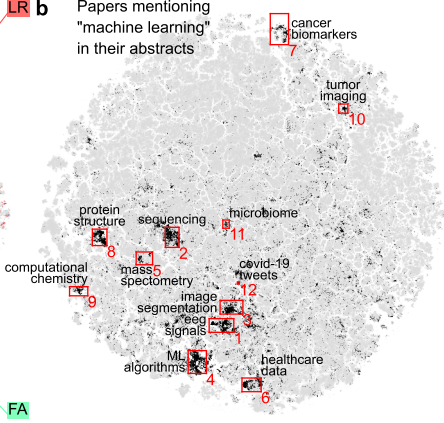 LR
b
Papers mentioning
"machine learning"
in their abstracts
cancer
biomarkers
7
tumor
imaging
10
protein
structure
8
sequencing
2
microbiome
11
mass
spectometry
5
computational
chemistry
9
covid-19
tweets
12
image
segmentation
3
eeg
signals
1
ML
algorithms
4
healthcare
data
6
FA